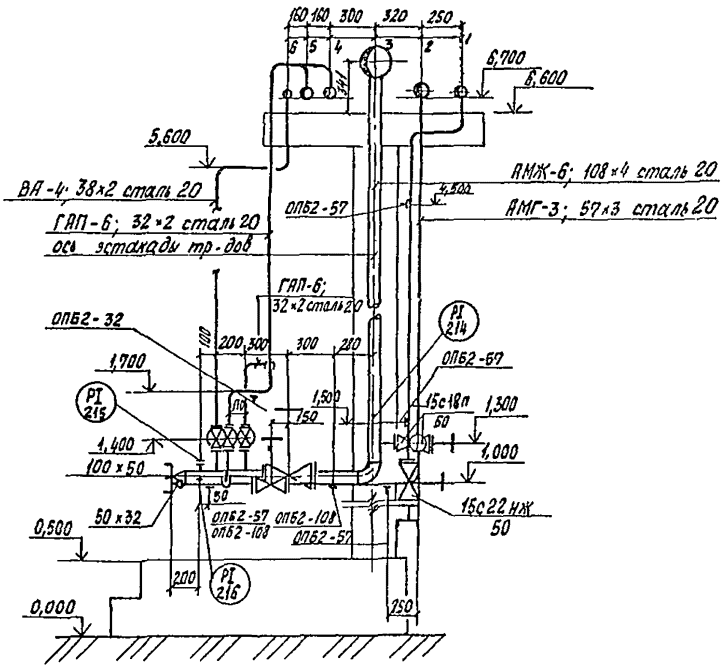 160 160 300 320 250
6 5 4 3 2 1
341
6,700
6,600
5,600
ВА-4; 38×2 сталь 20
ГАП-6; 32×2 сталь 20
ось эстакады тр-дов
АМЖ-6; 108×4 сталь 20
4,500
ОПБ2-57
АМГ-3; 57×3 сталь 20
ГАП-6;
32×2 сталь 20
ОПБ2-32
100
200 300 300 200
PI
214
ОПБ2-57
1,700
PI
215
110
150
1,500
15с18п
50
1,300
1,400
1,000
100×50
50
50×32
ОПБ2-57
ОПБ2-108
ОПБ2-108
ОПБ2-57
15с22нж
50
0,500
200
PI
216
250
0,000